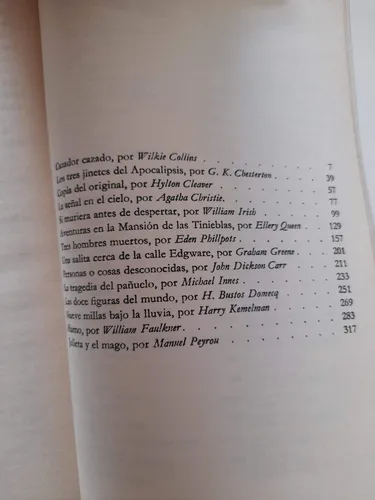 Cazador cazado, por Wilkie Collins . . . . . . . 7
Los tres jinetes del Apocalipsis, por G. K. Chesterton . 39
Copia del original, por Hylton Cleaver . . . . . . 57
La señal en el cielo, por Agatha Christie. . . . . . 77
Si muriera antes de despertar, por William Irish . . . 99
Aventuras en la Mansión de las Tinieblas, por Ellery Queen . 129
Tres hombres muertos, por Eden Phillpots . . . . . 157
Una salita cerca de la calle Edgware, por Graham Greene . 201
Personas o cosas desconocidas, por John Dickson Carr . . 211
La tragedia del pañuelo, por Michael Innes . . . . . 233
Las doce figuras del mundo, por H. Bustos Domecq . . 251
Nueve millas bajo la lluvia, por Harry Kemelman . . . 269
Humo, por William Faulkner . . . . . . . . 283
Julieta y el mago, por Manuel Peyrou . . . . . . 317